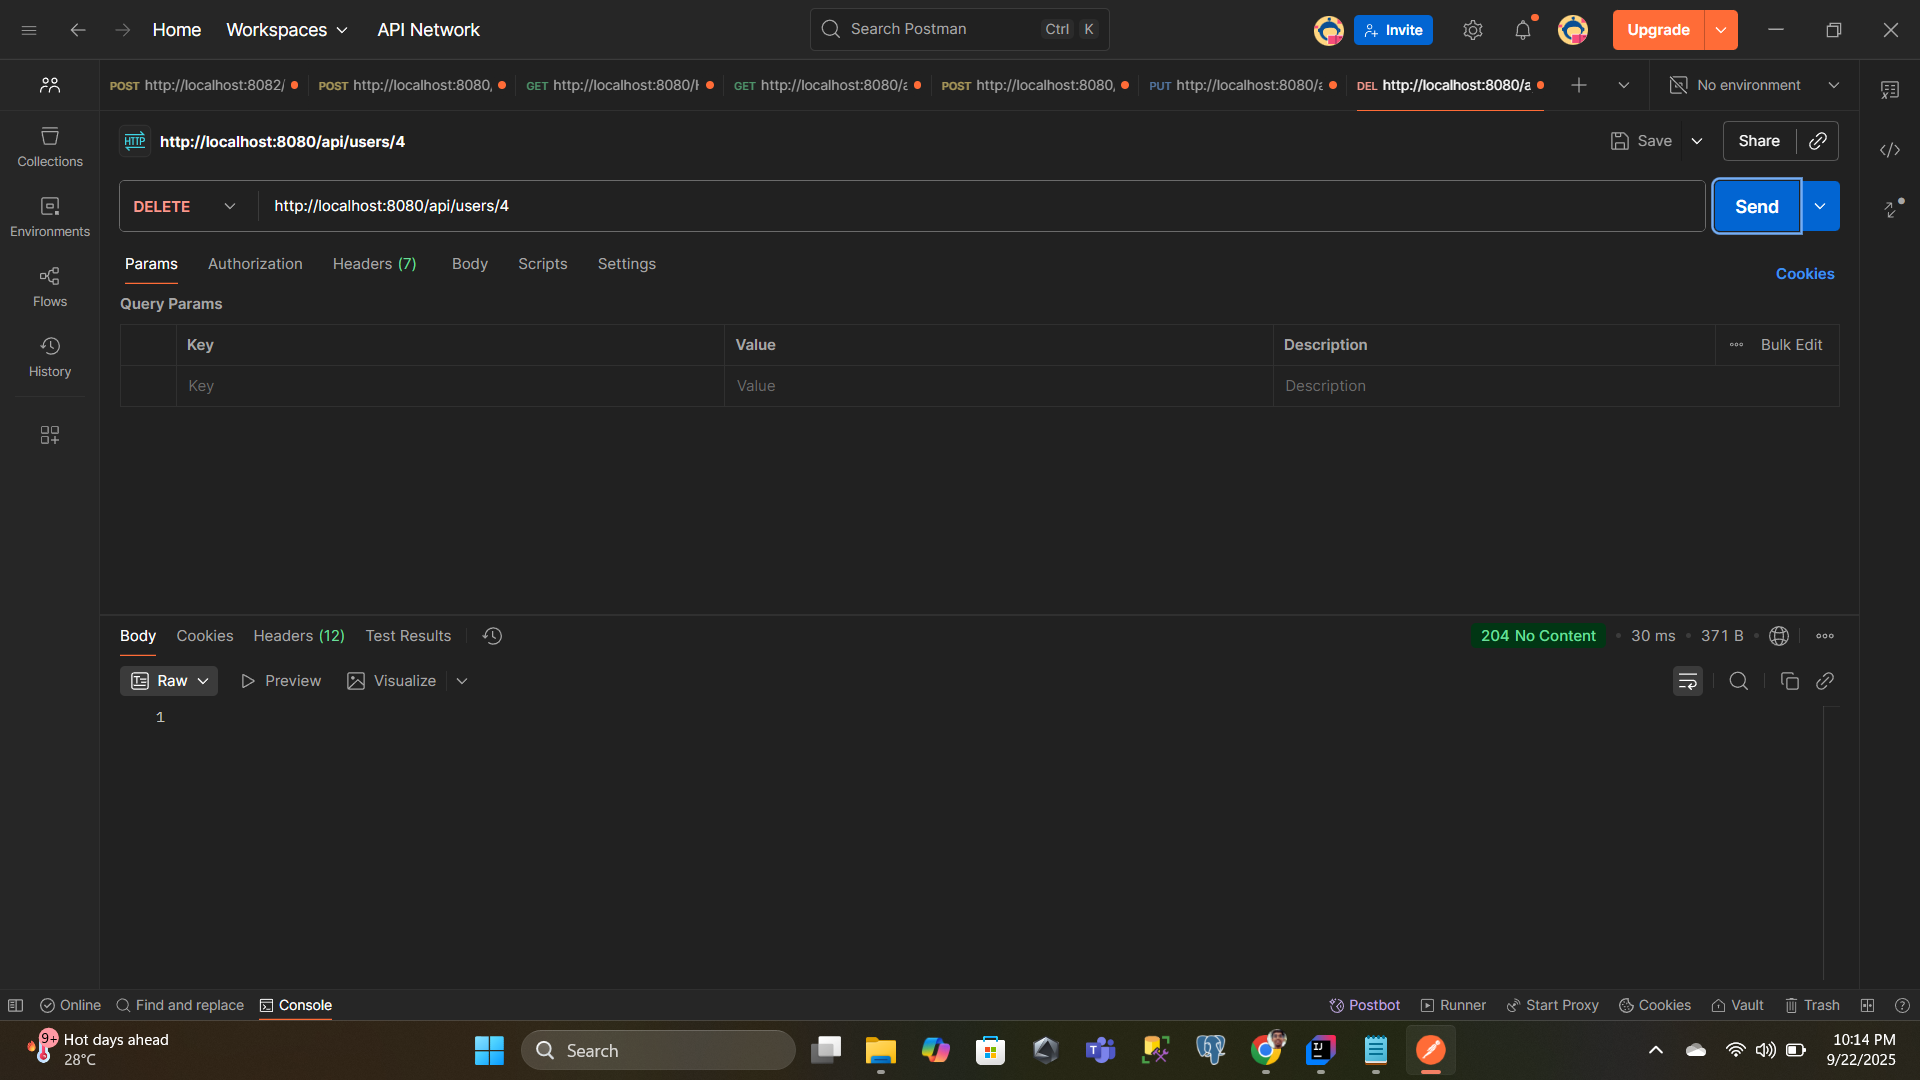 Home
Workspaces
API Network
Search Postman
Ctrl
K
Invite
Upgrade
POST http://localhost:8082/
POST http://localhost:8080,
GET http://localhost:8080/
GET http://localhost:8080/a
POST http://localhost:8080,
PUT http://localhost:8080/a
DEL http://localhost:8080/a
No environment
HTTP
http://localhost:8080/api/users/4
Save
Share
Collections
Environments
Flows
History
DELETE
http://localhost:8080/api/users/4
Send
Params
Authorization
Headers (7)
Body
Scripts
Settings
Cookies
Query Params
Key
Value
Description
Bulk Edit
Key
Value
Description
Body
Cookies
Headers (12)
Test Results
204 No Content
30 ms
371 B
Raw
Preview
Visualize
1
Online
Find and replace
Console
Postbot
Runner
Start Proxy
Cookies
Vault
Trash
9+
Hot days ahead
28°C
Search
10:14 PM
9/22/2025